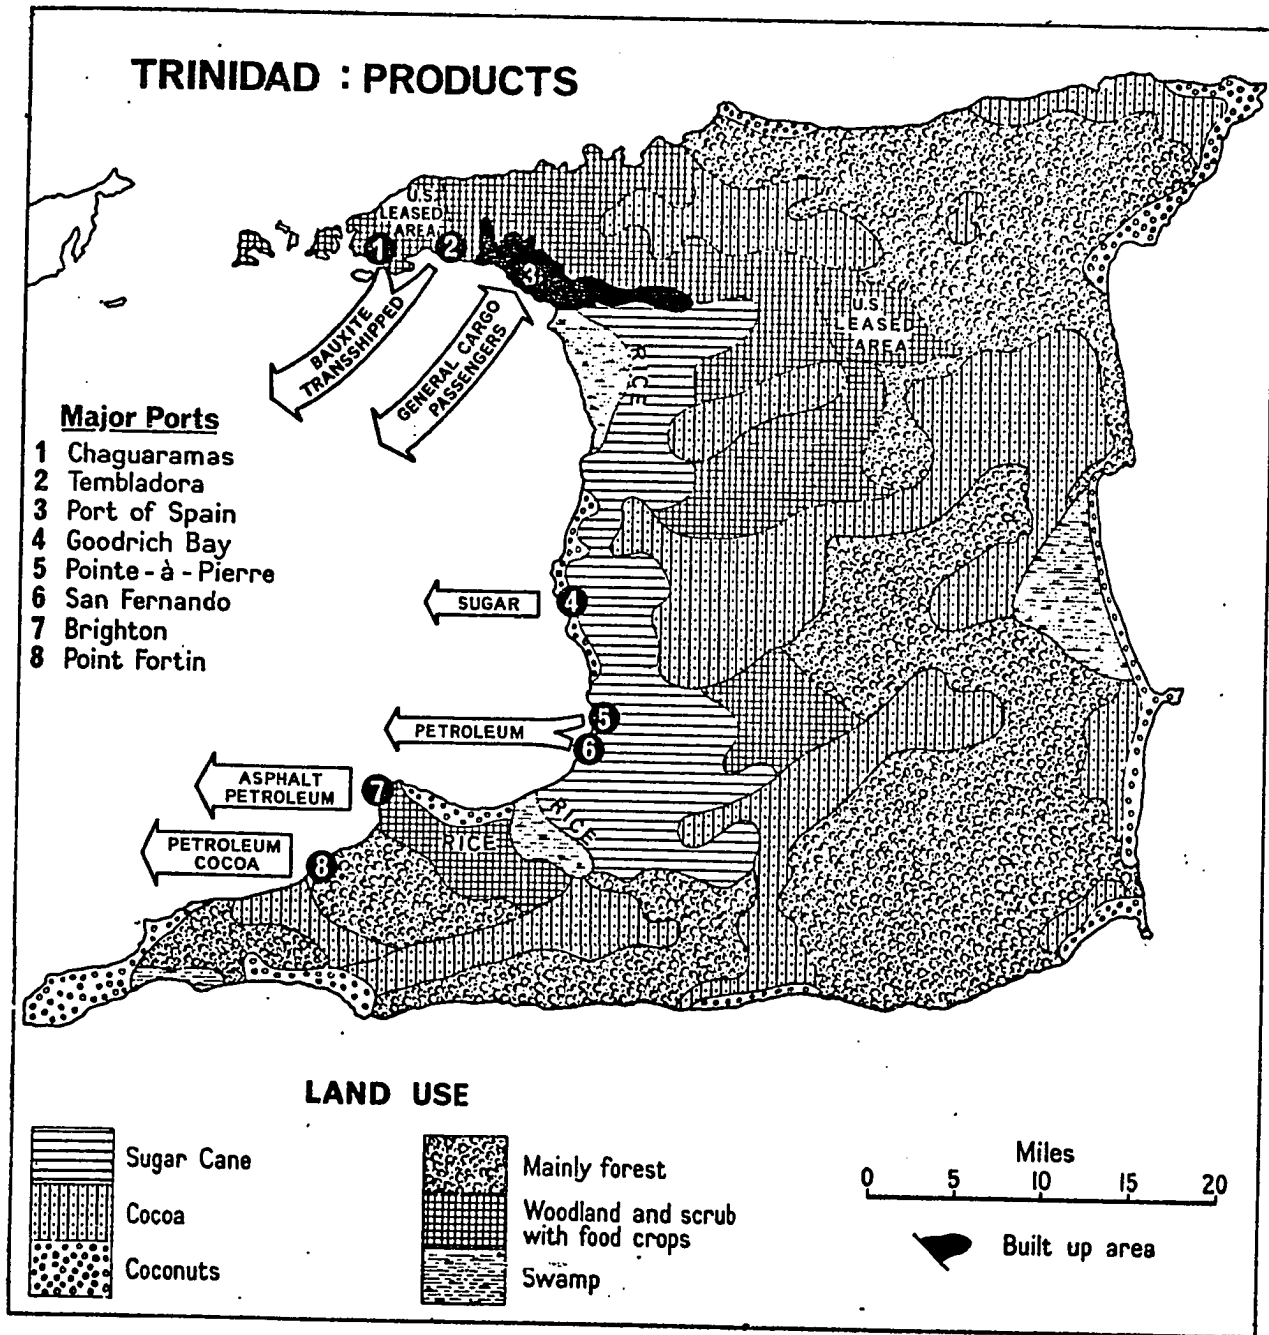 TRINIDAD : PRODUCTS
U.S.
LEASED
AREA
1
2
3
BAUXITE
TRANSSHIPPED
GENERAL CARGO
PASSENGERS
RICE
U.S.
LEASED
AREA
Major Ports
1 Chaguaramas
2 Tembladora
3 Port of Spain
4 Goodrich Bay
5 Pointe-à-Pierre
6 San Fernando
7 Brighton
8 Point Fortin
SUGAR
4
PETROLEUM
5
6
ASPHALT
PETROLEUM
7
RICE
RICE
PETROLEUM
COCOA
8
LAND USE
Sugar Cane
Cocoa
Coconuts
Mainly forest
Woodland and scrub
with food crops
Swamp
Miles
0 5 10 15 20
Built up area